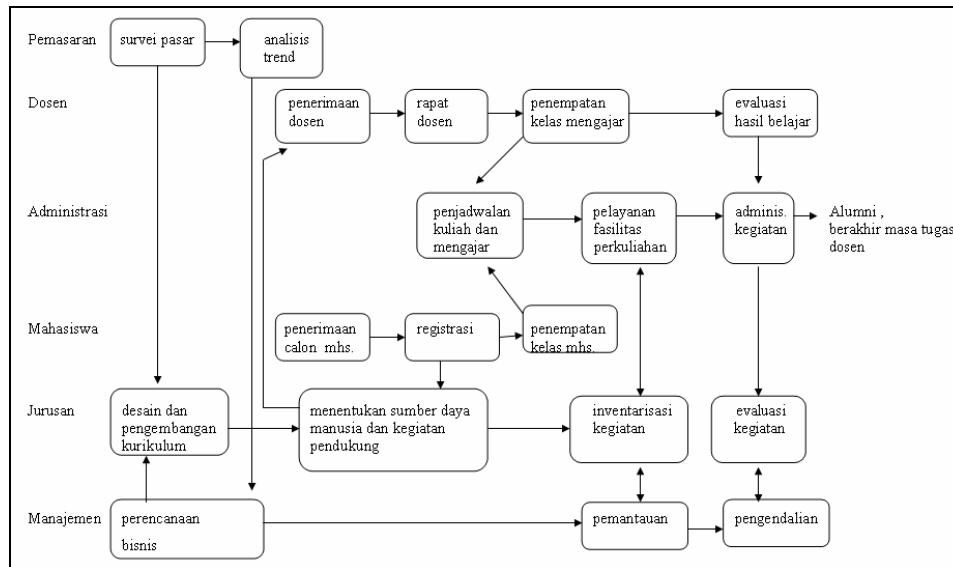 Pemasaran
survei pasar
analisis
trend
Dosen
penerimaan
dosen
rapat
dosen
penempatan
kelas mengajar
evaluasi
hasil belajar
Administrasi
penjadwalan
kuliah dan
mengajar
pelayanan
fasilitas
perkuliahan
adminis.
kegiatan
Alumni ,
berakhir masa tugas
dosen
Mahasiswa
penerimaan
calon mhs.
registrasi
penempatan
kelas mhs.
Jurusan
desain dan
pengembangan
kurikulum
menentukan sumber daya
manusia dan kegiatan
pendukung
inventarisasi
kegiatan
evaluasi
kegiatan
Manajemen
perencanaan
bisnis
pemantauan
pengendalian